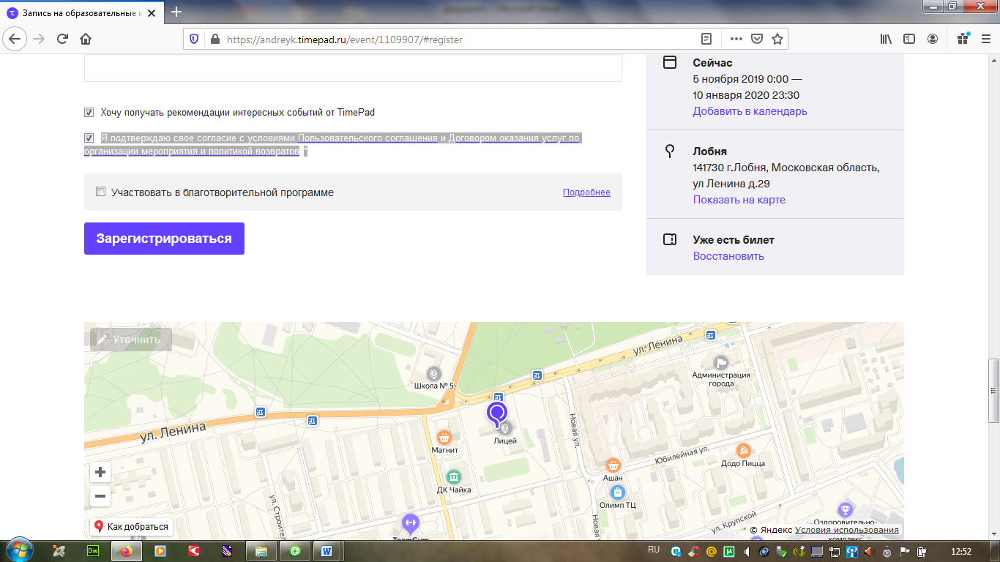 Запись на образовательные к
https://andreyk.timepad.ru/event/1109907/#register
Хочу получать рекомендации интересных событий от TimePad
Я подтверждаю свое согласие с условиями Пользовательского соглашения и Договором оказания услуг по
организации мероприятия и политикой возвратов *
Участвовать в благотворительной программе
Подробнее
Зарегистрироваться
Сейчас
5 ноября 2019 0:00 —
10 января 2020 23:30
Добавить в календарь
Лобня
141730 г.Лобня, Московская область,
ул Ленина д.29
Показать на карте
Уже есть билет
Восстановить
Уточнить
ул. Ленина
Администрация
города
Школа № 5
ул. Ленина
Лицей
Магнит
Новая ул.
Юбилейная ул.
Додо Пицца
Ашан
ДК Чайка
Олимп ТЦ
ул. Строител
Новая
ул. Крупской
Оздоровительно-
комплекс
TeamGym
Как добраться
© Яндекс Условия использования
Dw
W
RU
12:52